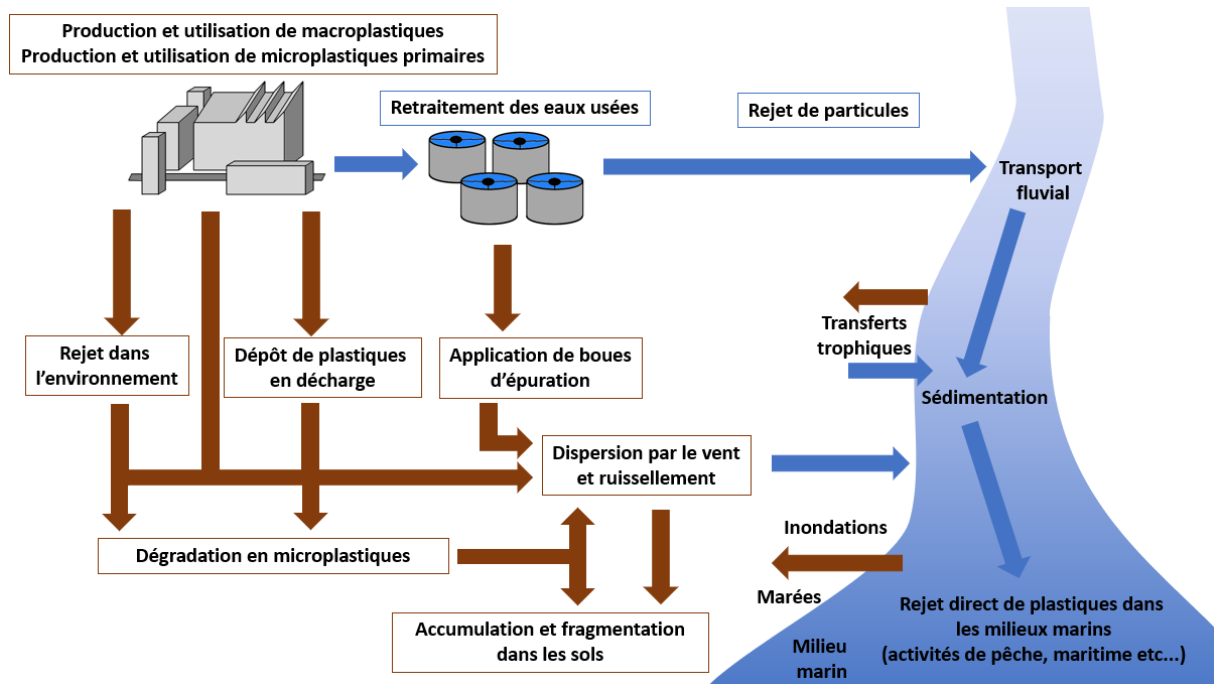 Production et utilisation de macroplastiques
Production et utilisation de microplastiques primaires
Retraitement des eaux usées
Rejet de particules
Transport
fluvial
Transferts
trophiques
Rejet dans
l'environnement
Dépôt de plastiques
en décharge
Application de boues
d'épuration
Sédimentation
Dispersion par le vent
et ruissellement
Inondations
Dégradation en microplastiques
Marées
Rejet direct de plastiques dans
les milieux marins
(activités de pêche, maritime etc...)
Accumulation et fragmentation
dans les sols
Milieu
marin